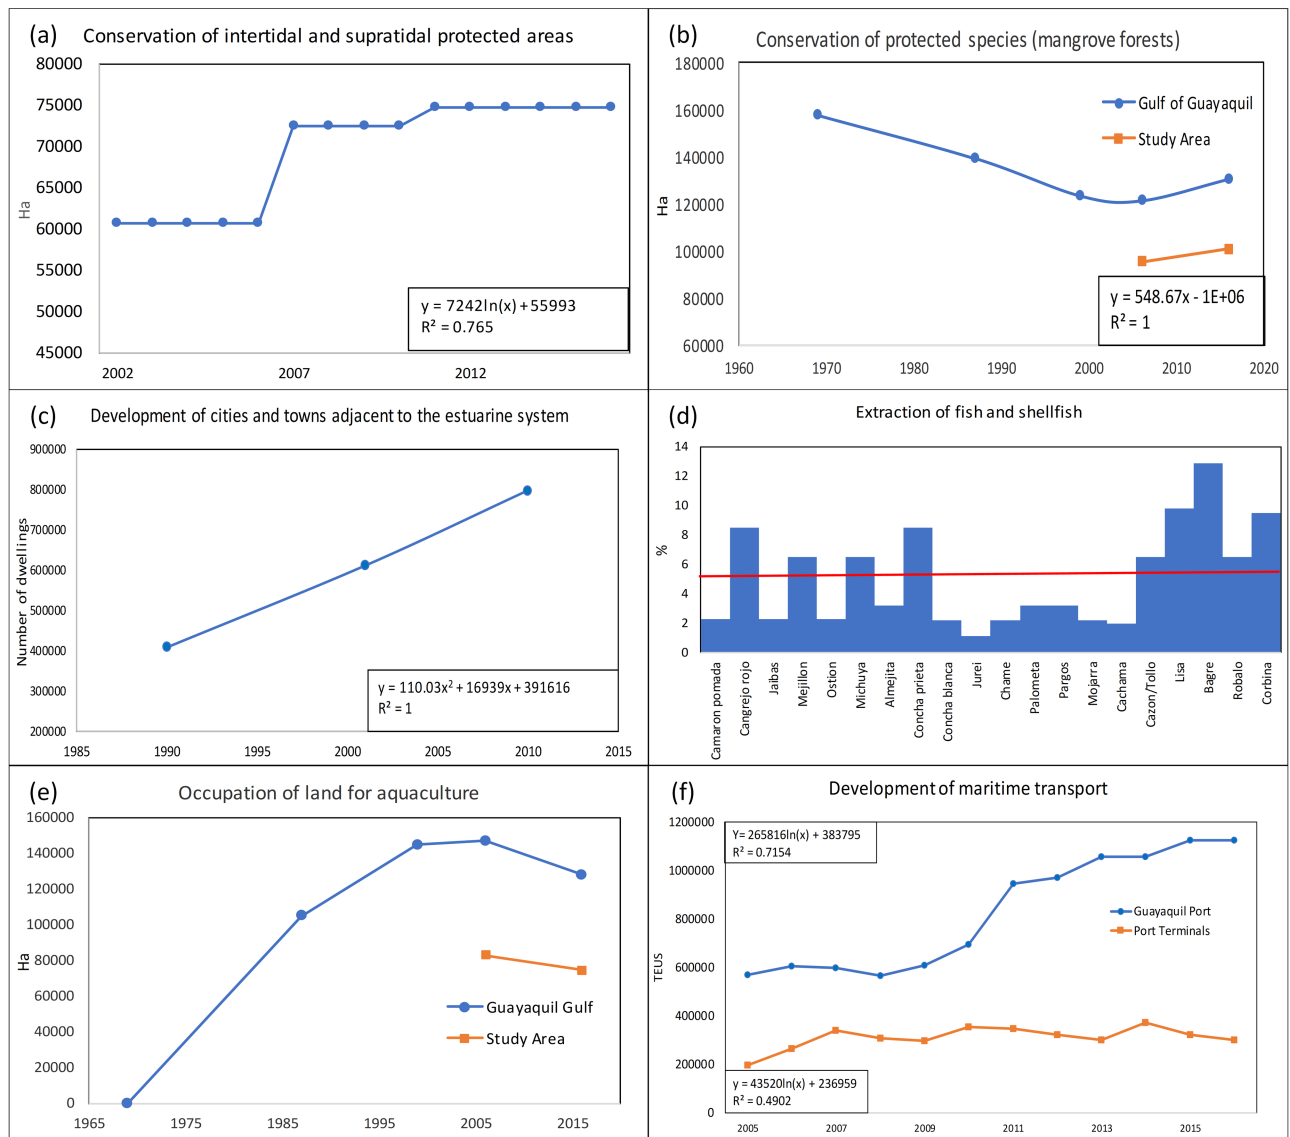 (a) Conservation of intertidal and supratidal protected areas
80000
75000
70000
65000
60000
55000
50000
45000
Ha
y = 7242ln(x) + 55993
R² = 0.765
2002 2007 2012
(b) Conservation of protected species (mangrove forests)
180000
160000
140000
120000
100000
80000
60000
Ha
Gulf of Guayaquil
Study Area
y = 548.67x - 1E+06
R² = 1
1960 1970 1980 1990 2000 2010 2020
(c) Development of cities and towns adjacent to the estuarine system
900000
800000
700000
600000
500000
400000
300000
200000
Number of dwellings
y = 110.03x² + 16939x + 391616
R² = 1
1985 1990 1995 2000 2005 2010 2015
(d) Extraction of fish and shellfish
14
12
10
8
6
4
2
0
%
Camaron pomada
Cangrejo rojo
Jaibas
Mejillon
Ostion
Michuya
Almejita
Concha prieta
Concha blanca
Jurei
Chame
Palometa
Pargos
Mojarra
Cachama
Cazon/Tollo
Lisa
Bagre
Robalo
Corbina
(e) Occupation of land for aquaculture
160000
140000
120000
100000
80000
60000
40000
20000
0
Ha
Guayaquil Gulf
Study Area
1965 1975 1985 1995 2005 2015
(f) Development of maritime transport
1200000
1000000
800000
600000
400000
200000
0
TEUS
Y= 265816ln(x) + 383795
R² = 0.7154
Guayaquil Port
Port Terminals
y = 43520ln(x) + 236959
R² = 0.4902
2005 2007 2009 2011 2013 2015